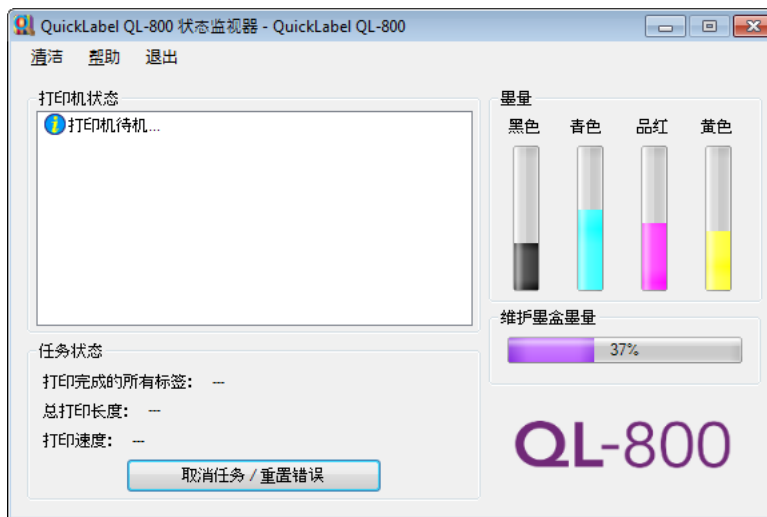 QuickLabel QL-800 状态监视器 - QuickLabel QL-800
清洁 帮助 退出
打印机状态
打印机待机...
墨量
黑色 青色 品红 黄色
维护墨盒墨量
37%
任务状态
打印完成的所有标签： ---
总打印长度： ---
打印速度： ---
取消任务 / 重置错误
QL-800